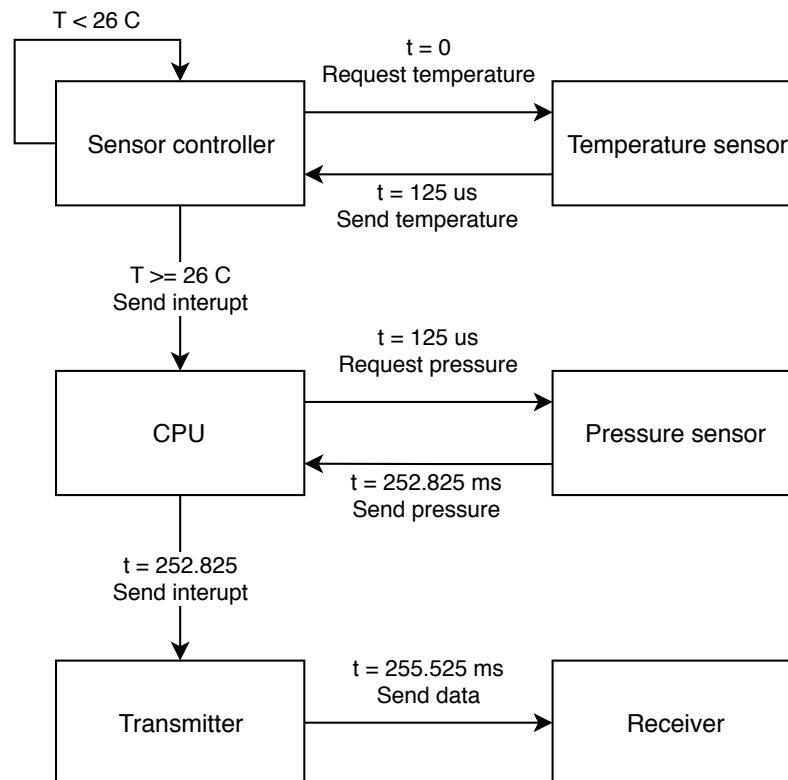 T < 26 C
t = 0
Request temperature
Sensor controller
Temperature sensor
t = 125 us
Send temperature
T >= 26 C
Send interupt
t = 125 us
Request pressure
CPU
Pressure sensor
t = 252.825 ms
Send pressure
t = 252.825
Send interupt
t = 255.525 ms
Send data
Transmitter
Receiver